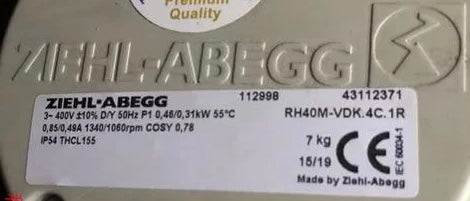 Premium
Quality
ZIEHL-ABEGG
ZIEHL-ABEGG 112998 43112371
3~ 400V ±10% D/Y 50Hz P1 0,46/0,31kW 55°C RH40M-VDK.4C.1R
0,85/0,49A 1340/1060rpm COSY 0,78
IP54 THCL155 7 kg CE IEC 60034-1
15/19
Made by Ziehl-Abegg